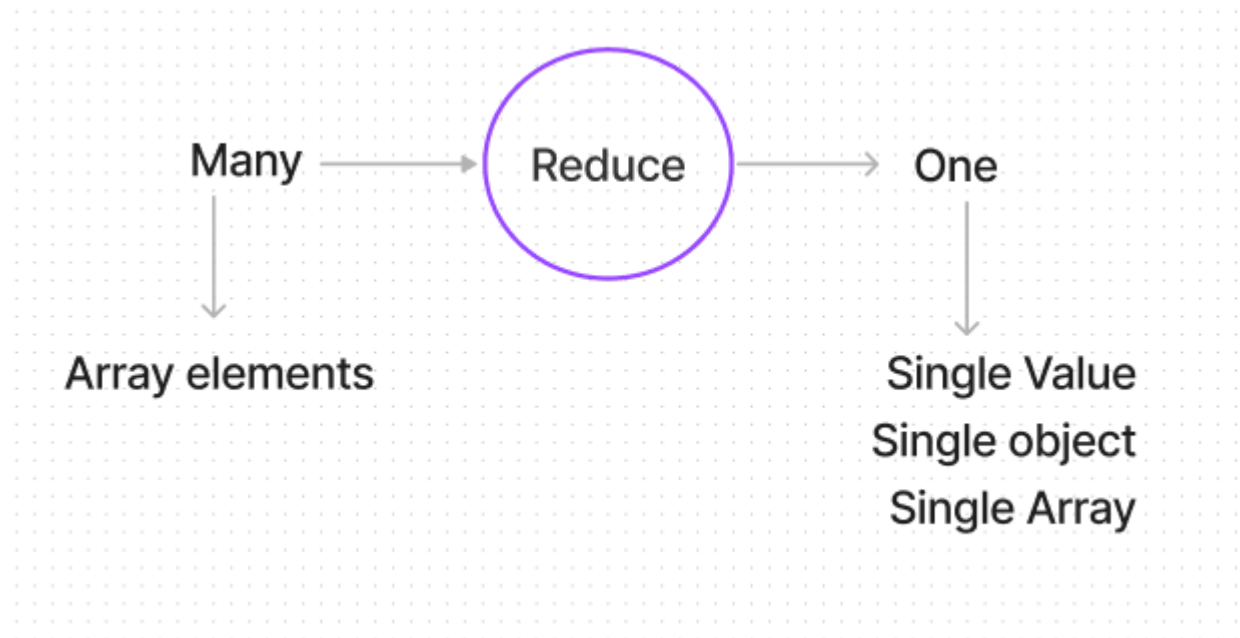 Many
Reduce
One
Array elements
Single Value
Single object
Single Array